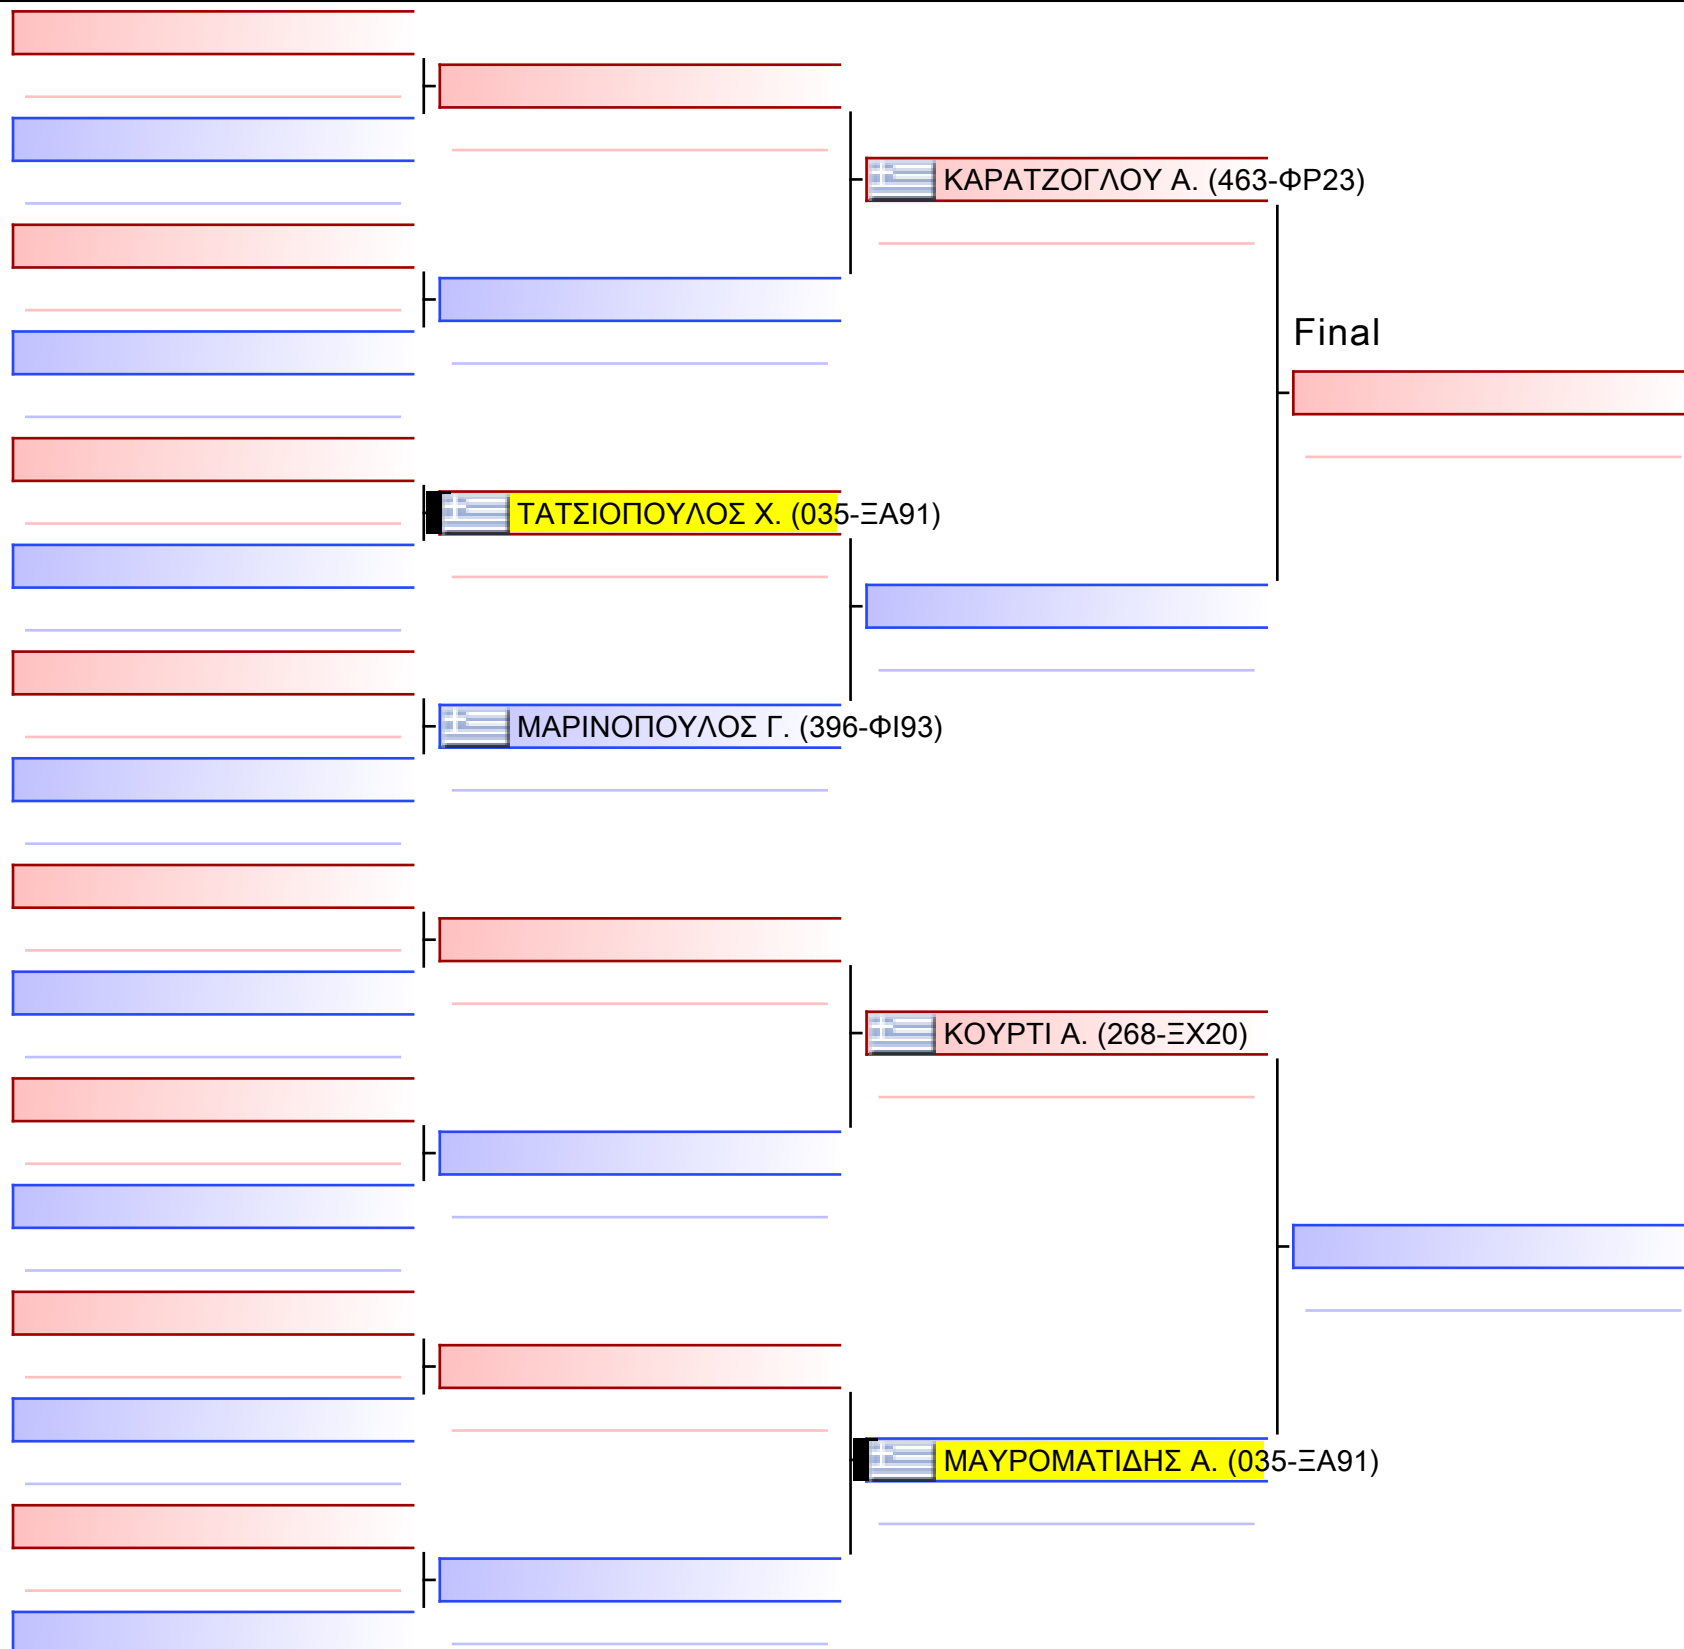 ΚΑΡΑΤΖΟΓΛΟΥ Α. (463-ΦΡ23)
Final
ΤΑΤΣΙΟΠΟΥΛΟΣ Χ. (035-ΞΑ91)
ΜΑΡΙΝΟΠΟΥΛΟΣ Γ. (396-ΦΙ93)
ΚΟΥΡΤΙ Α. (268-ΞΧ20)
ΜΑΥΡΟΜΑΤΙΔΗΣ Α. (035-ΞΑ91)